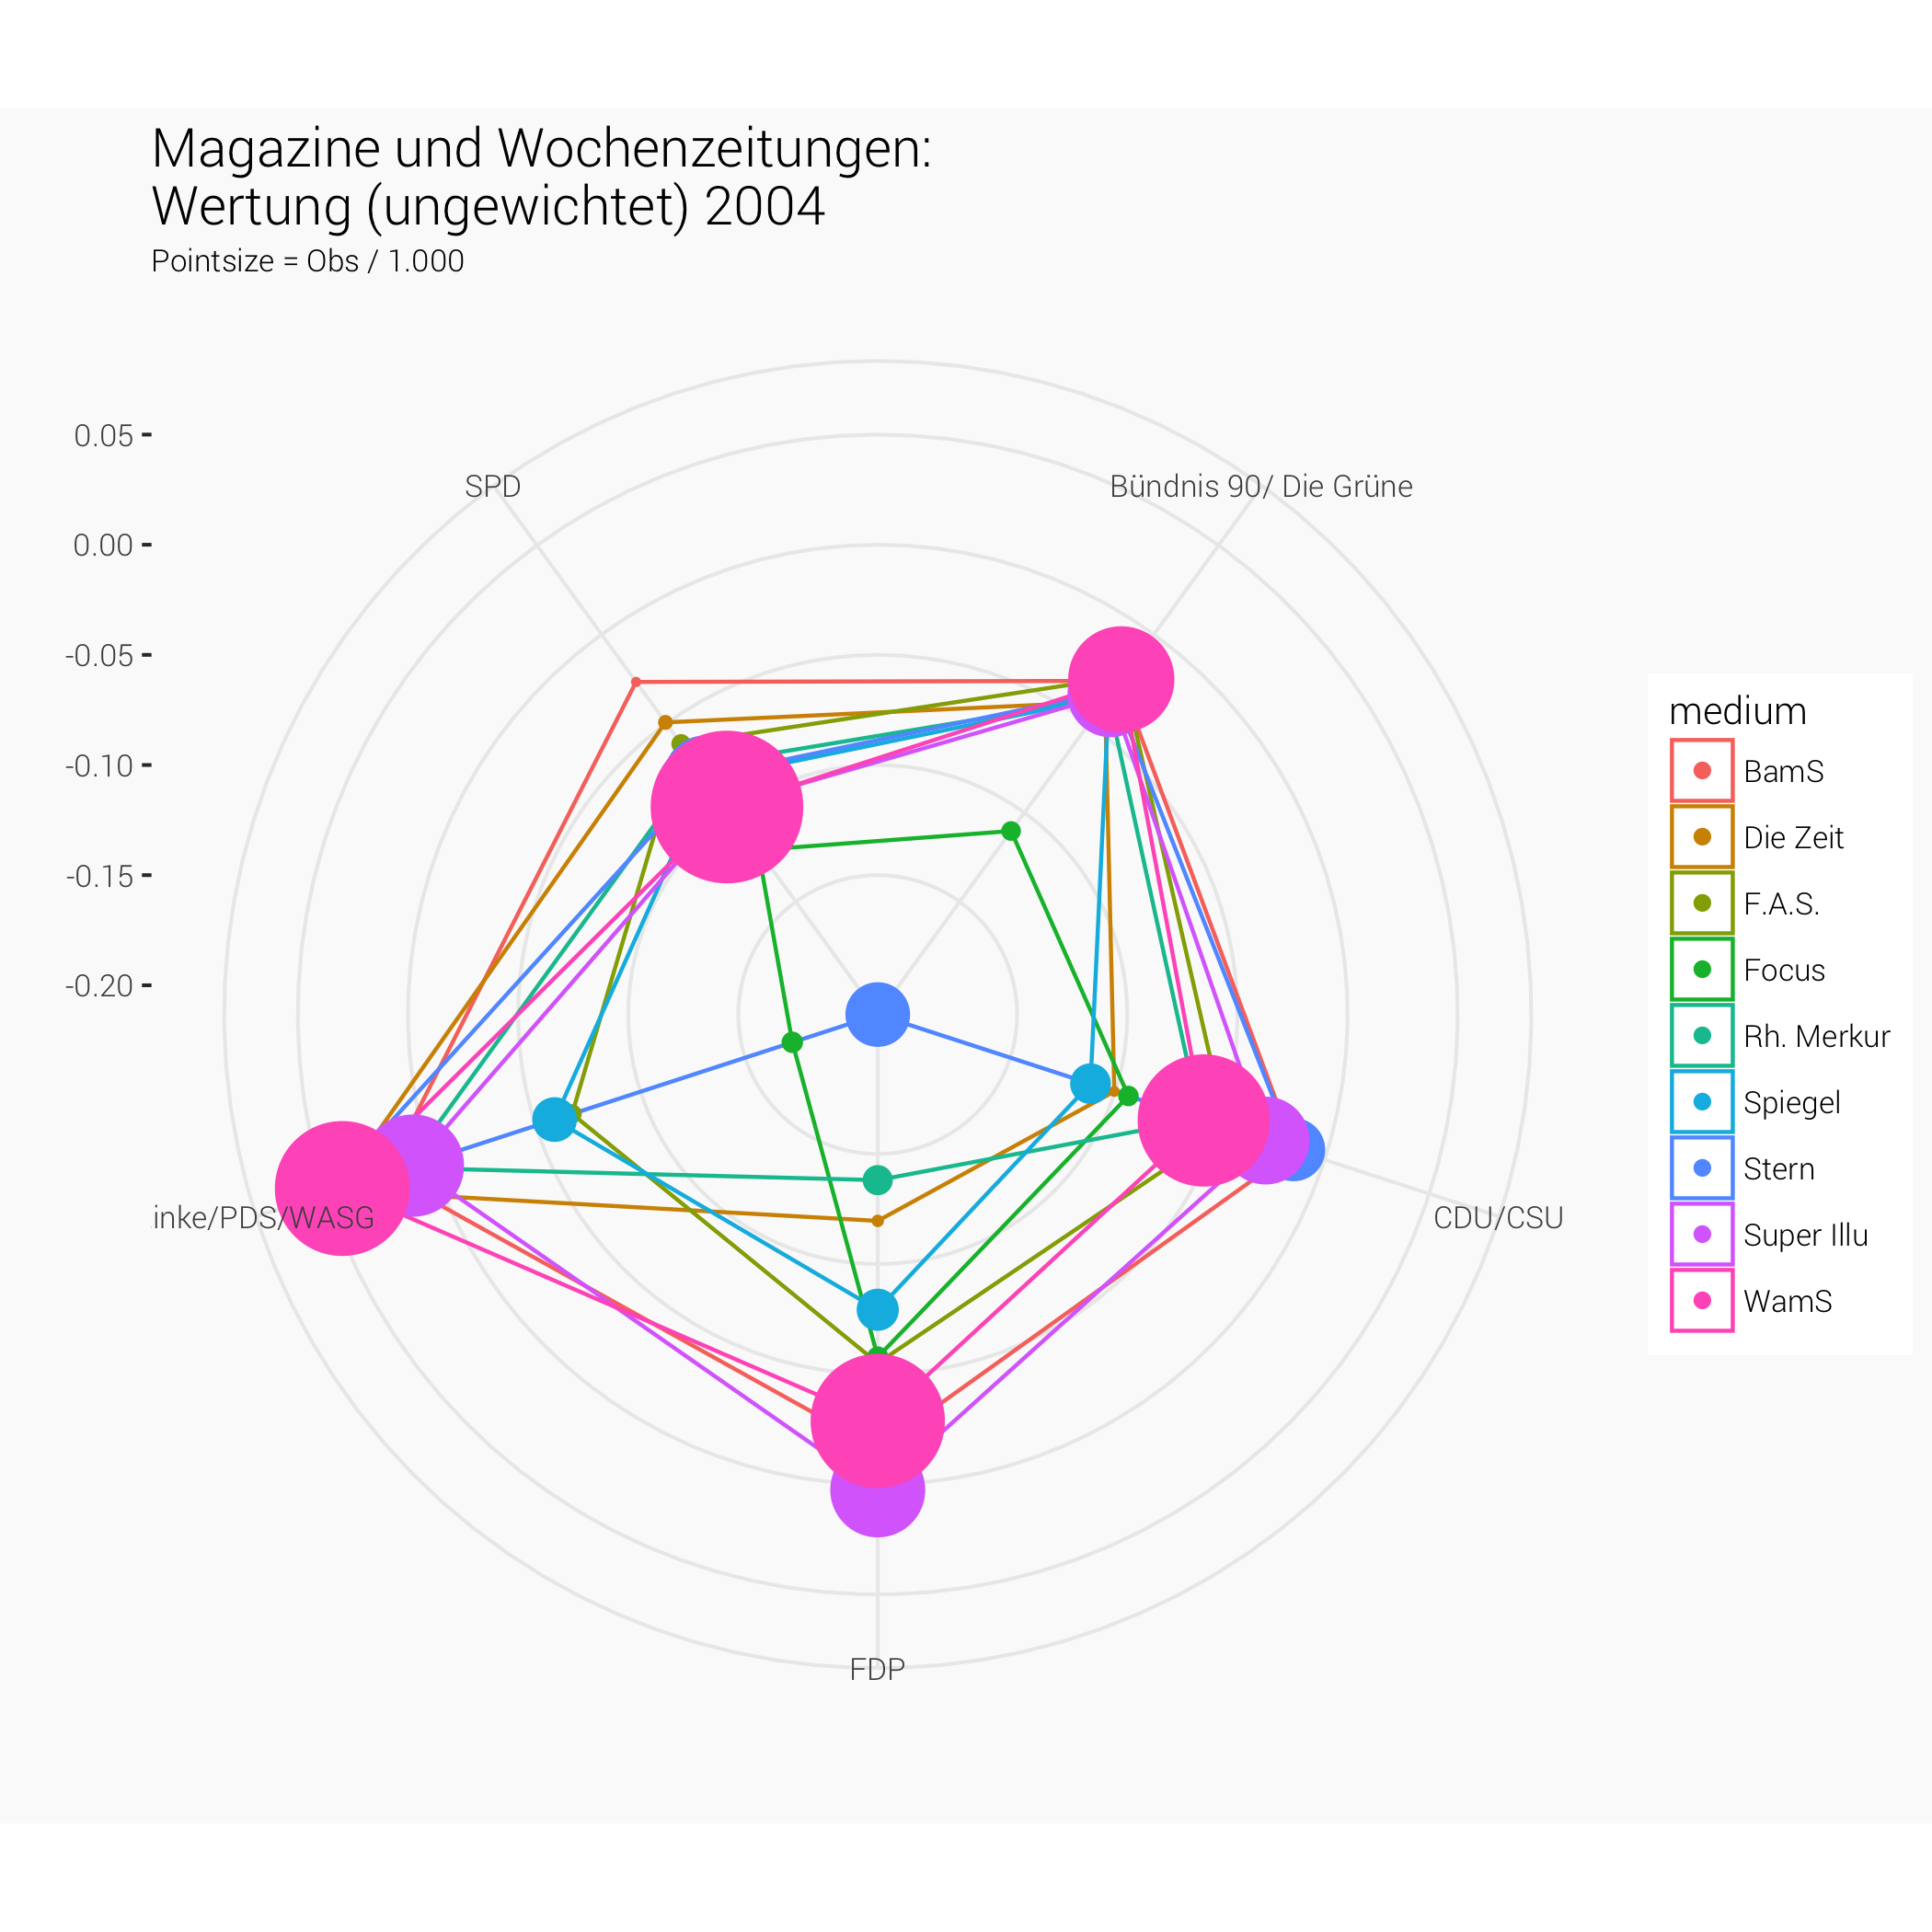 Magazine und Wochenzeitungen:
Wertung (ungewichtet) 2004
Pointsize = Obs / 1.000
0.05
0.00
-0.05
-0.10
-0.15
-0.20
SPD
Bündnis 90/ Die Grüne
inke/PDS/WASG
CDU/CSU
FDP
medium
BamS
Die Zeit
F.A.S.
Focus
Rh. Merkur
Spiegel
Stern
Super Illu
WamS